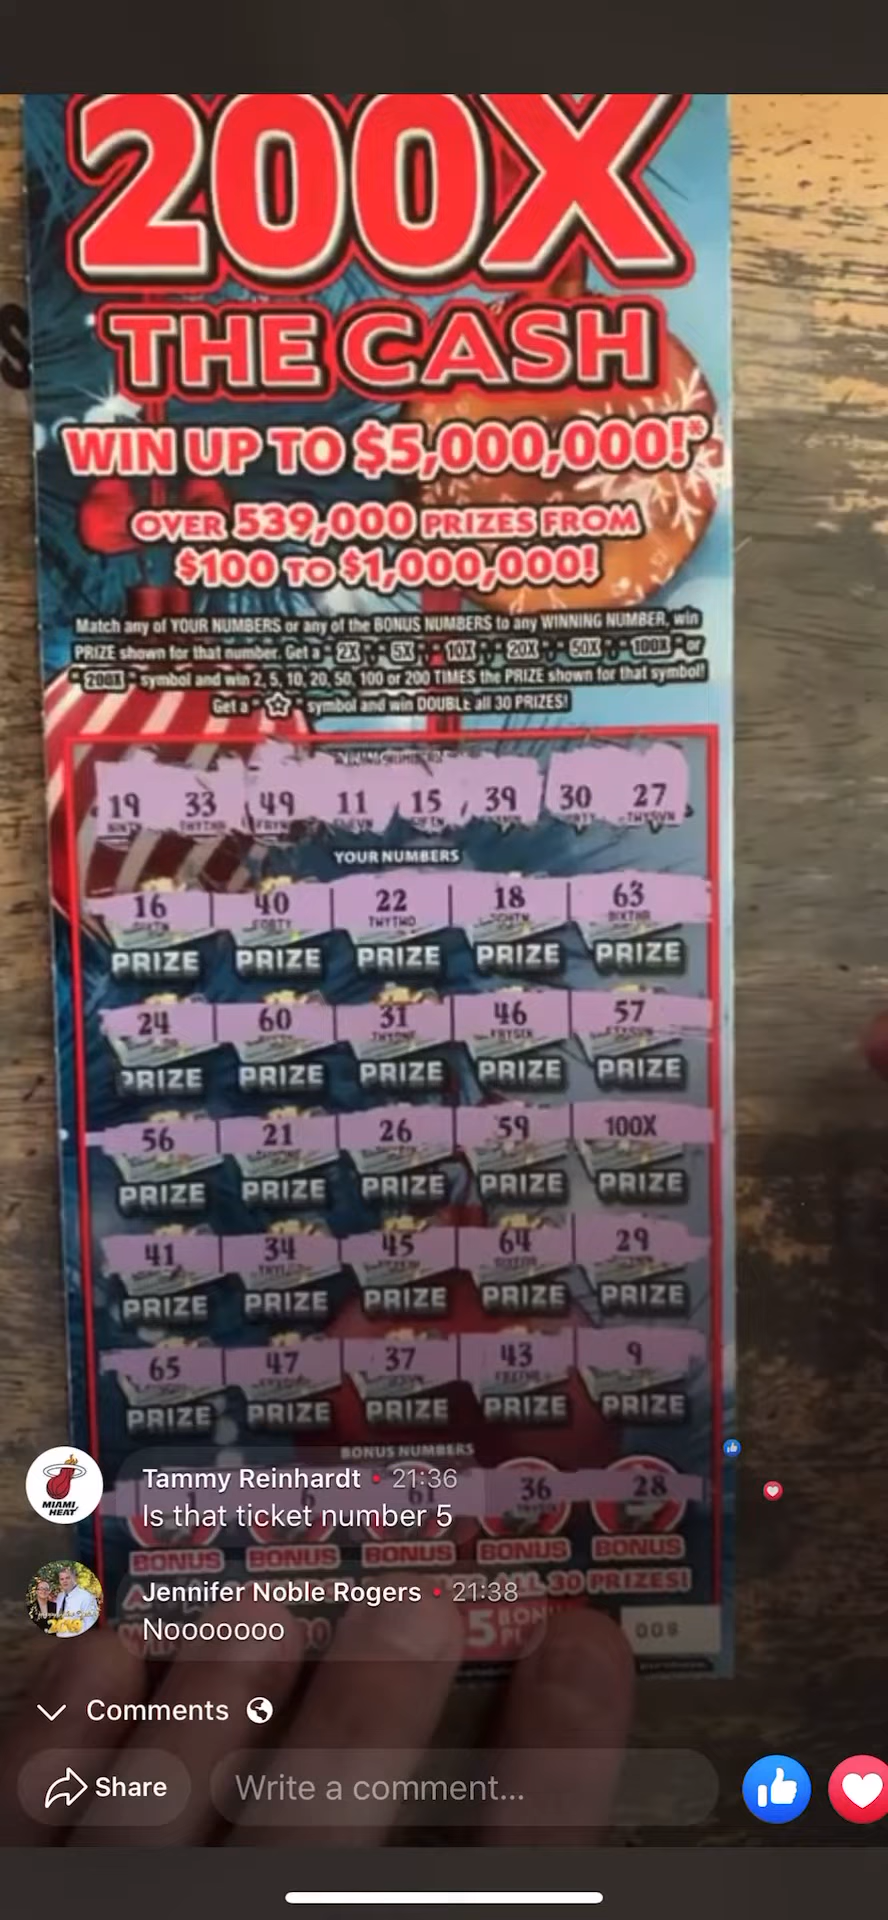 200X
THE CASH
WIN UP TO $5,000,000!*
OVER 539,000 PRIZES FROM
$100 TO $1,000,000!
Match any of YOUR NUMBERS or any of the BONUS NUMBERS to any WINNING NUMBER, win
PRIZE shown for that number. Get a "2X", "5X", "10X", "20X", "50X", "100X" or
"200X" symbol and win 2, 5, 10, 20, 50, 100 or 200 TIMES the PRIZE shown for that symbol!
Get a "☆" symbol and win DOUBLE all 30 PRIZES!
19 33 49 11 15 39 30 27
YOUR NUMBERS
16 40 22 18 63
FORTY THYTWO SIXTHR
PRIZE PRIZE PRIZE PRIZE PRIZE
24 60 31 46 57
PRIZE PRIZE PRIZE PRIZE PRIZE
56 21 26 59 100X
PRIZE PRIZE PRIZE PRIZE PRIZE
41 34 45 64 29
PRIZE PRIZE PRIZE PRIZE PRIZE
65 47 37 43 9
PRIZE PRIZE PRIZE PRIZE PRIZE
BONUS NUMBERS
36 28
BONUS BONUS BONUS BONUS BONUS
30 PRIZES!
5
008
MIAMI HEAT
Tammy Reinhardt • 21:36
Is that ticket number 5
Jennifer Noble Rogers • 21:38
Nooooooo
Comments
Share
Write a comment...